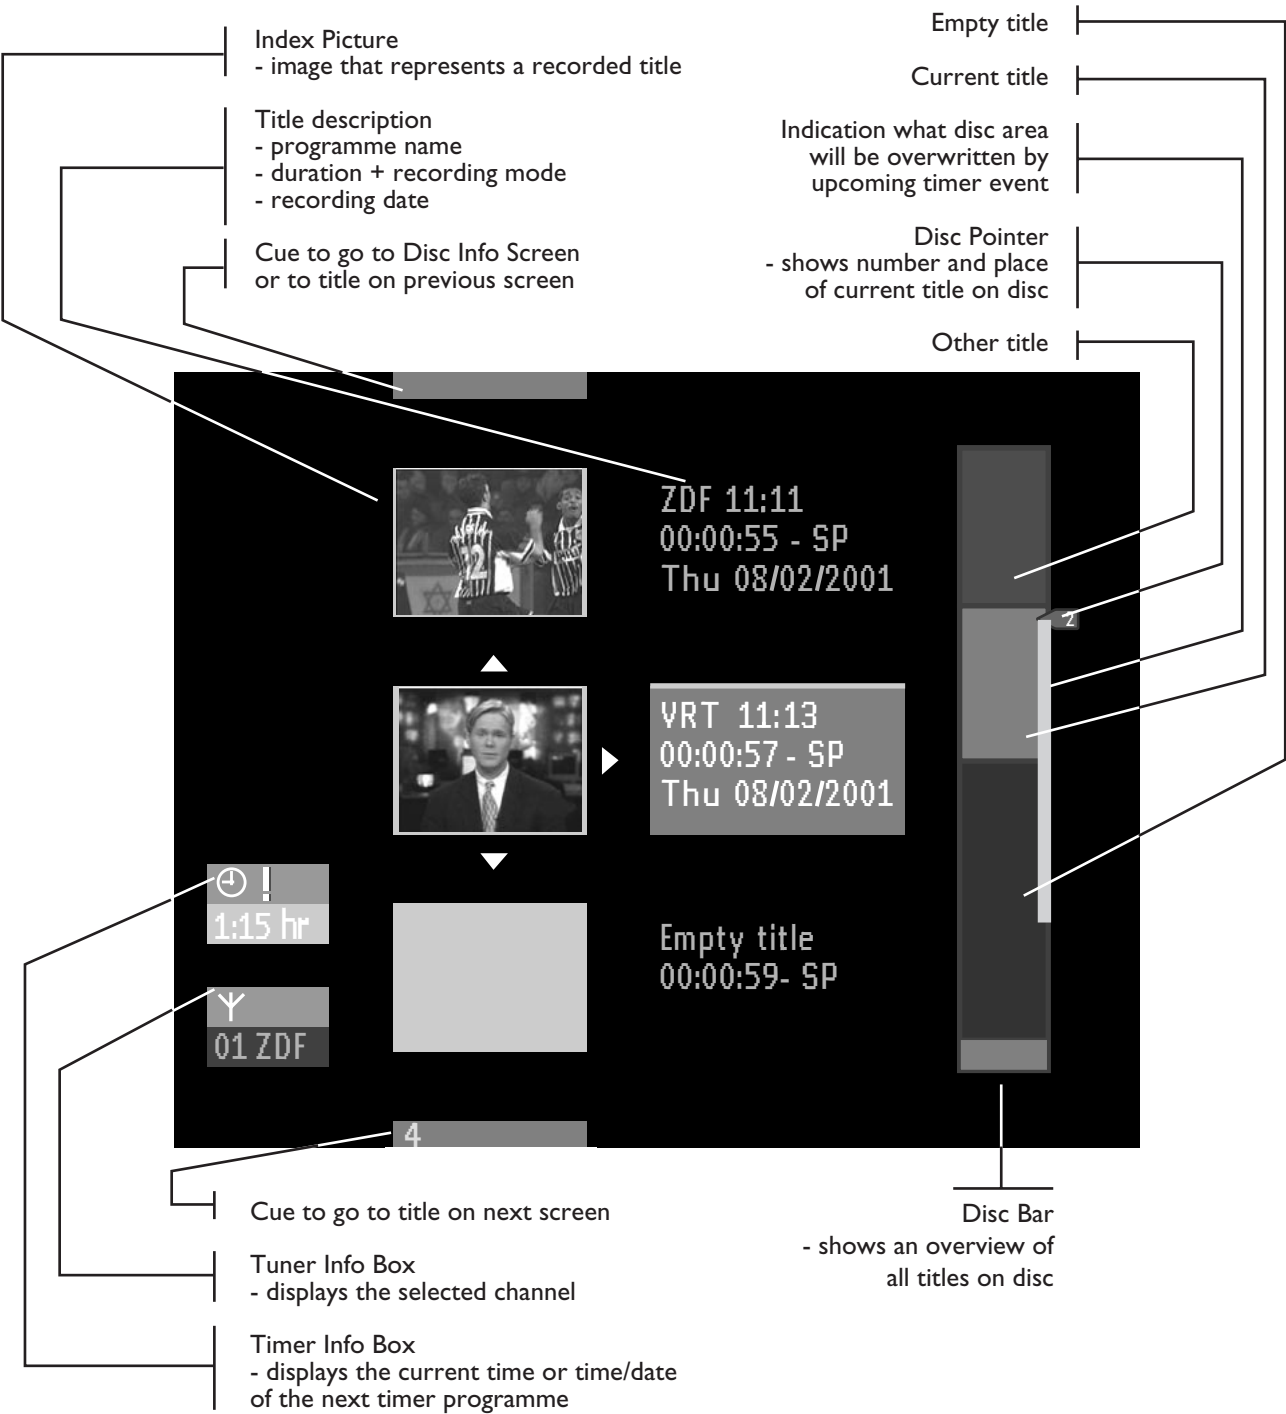 Index Picture
- image that represents a recorded title
Title description
- programme name
- duration + recording mode
- recording date
Cue to go to Disc Info Screen
or to title on previous screen
Empty title
Current title
Indication what disc area
will be overwritten by
upcoming timer event
Disc Pointer
- shows number and place
of current title on disc
Other title
12
ZDF 11:11
00:00:55 - SP
Thu 08/02/2001
2
VRT 11:13
00:00:57 - SP
Thu 08/02/2001
!
1:15 hr
01 ZDF
Empty title
00:00:59- SP
4
Cue to go to title on next screen
Tuner Info Box
- displays the selected channel
Timer Info Box
- displays the current time or time/date
of the next timer programme
Disc Bar
- shows an overview of
all titles on disc